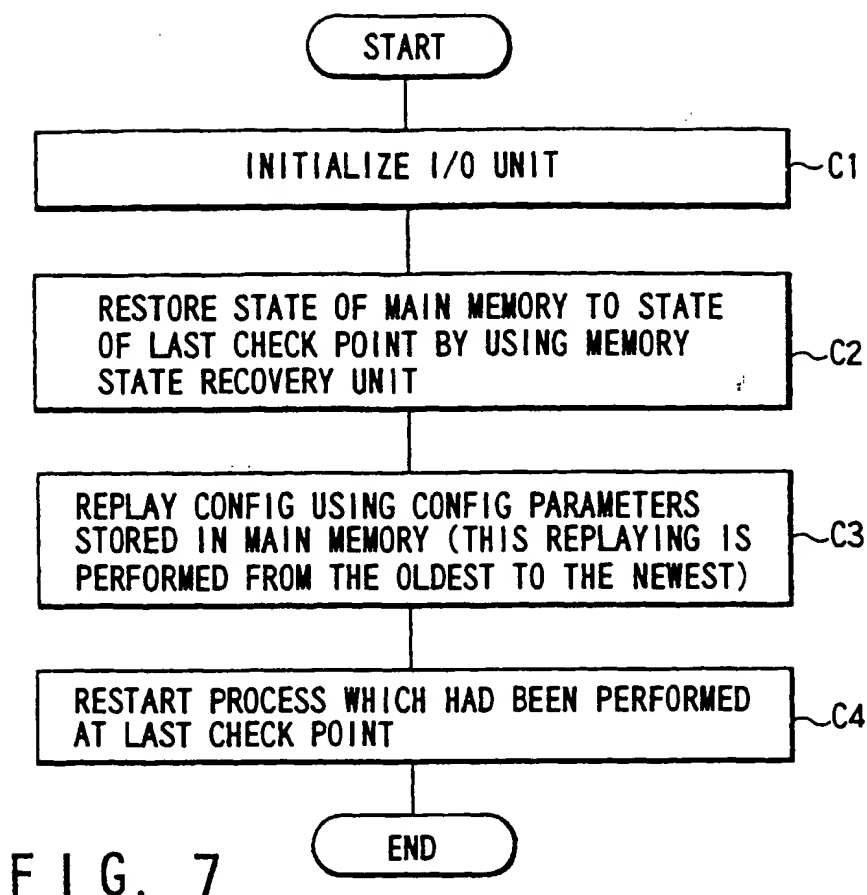 START
INITIALIZE I/O UNIT
C1
RESTORE STATE OF MAIN MEMORY TO STATE
OF LAST CHECK POINT BY USING MEMORY
STATE RECOVERY UNIT
C2
REPLAY CONFIG USING CONFIG PARAMETERS
STORED IN MAIN MEMORY (THIS REPLAYING IS
PERFORMED FROM THE OLDEST TO THE NEWEST)
C3
RESTART PROCESS WHICH HAD BEEN PERFORMED
AT LAST CHECK POINT
C4
END
FIG. 7